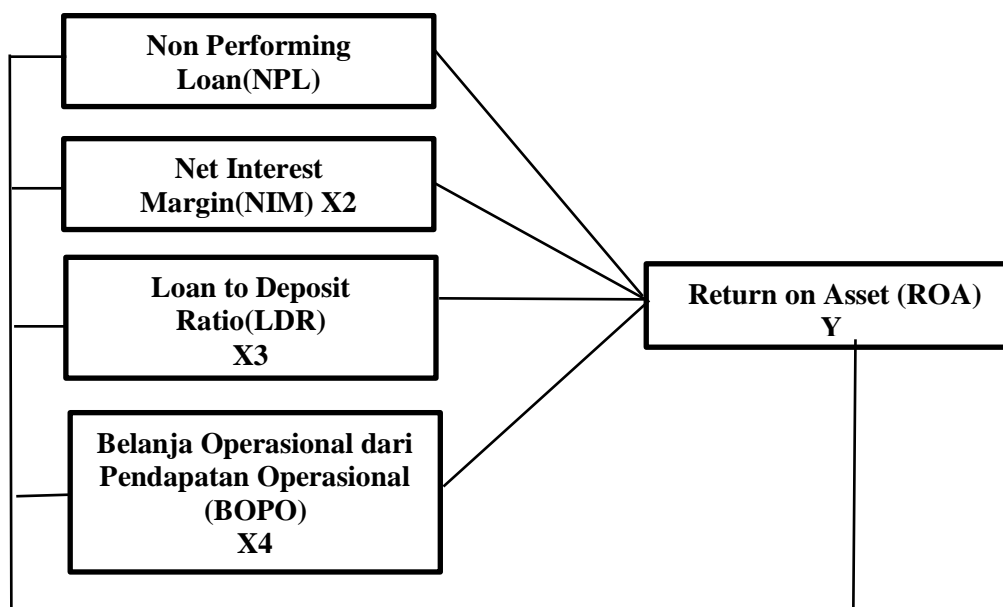 Non Performing
Loan(NPL)
Net Interest
Margin(NIM) X2
Loan to Deposit
Ratio(LDR)
X3
Belanja Operasional dari
Pendapatan Operasional
(BOPO)
X4
Return on Asset (ROA)
Y